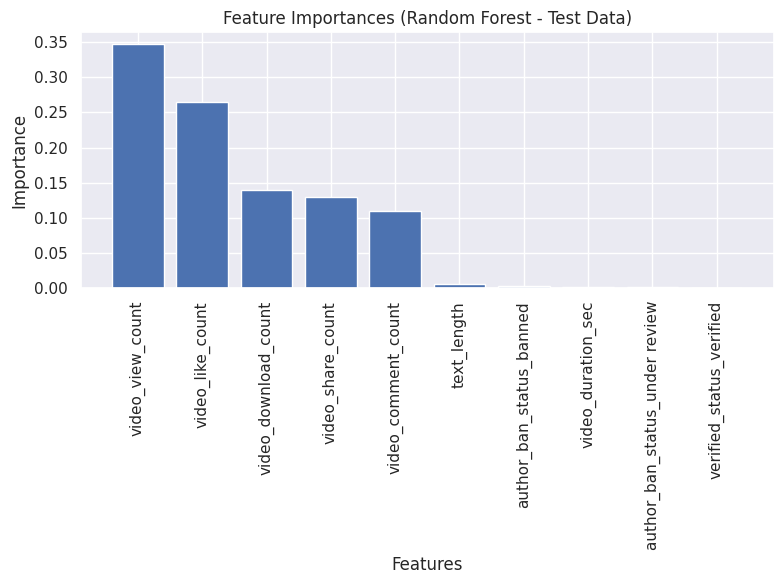 Feature Importances (Random Forest - Test Data)
Importance
0.35
0.30
0.25
0.20
0.15
0.10
0.05
0.00
video_view_count
video_like_count
video_download_count
video_share_count
video_comment_count
text_length
author_ban_status_banned
video_duration_sec
author_ban_status_under review
verified_status_verified
Features